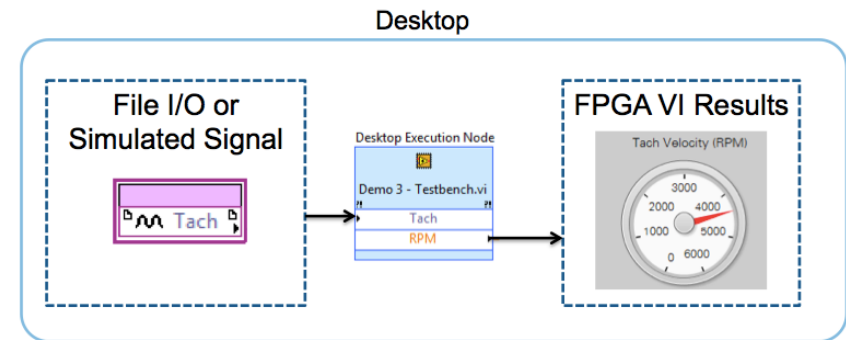 Desktop
File I/O or
Simulated Signal
Tach
Desktop Execution Node
Demo 3 - Testbench.vi
?!
?!
Tach
RPM
FPGA VI Results
Tach Velocity (RPM)
3000
2000
4000
1000
5000
0
6000